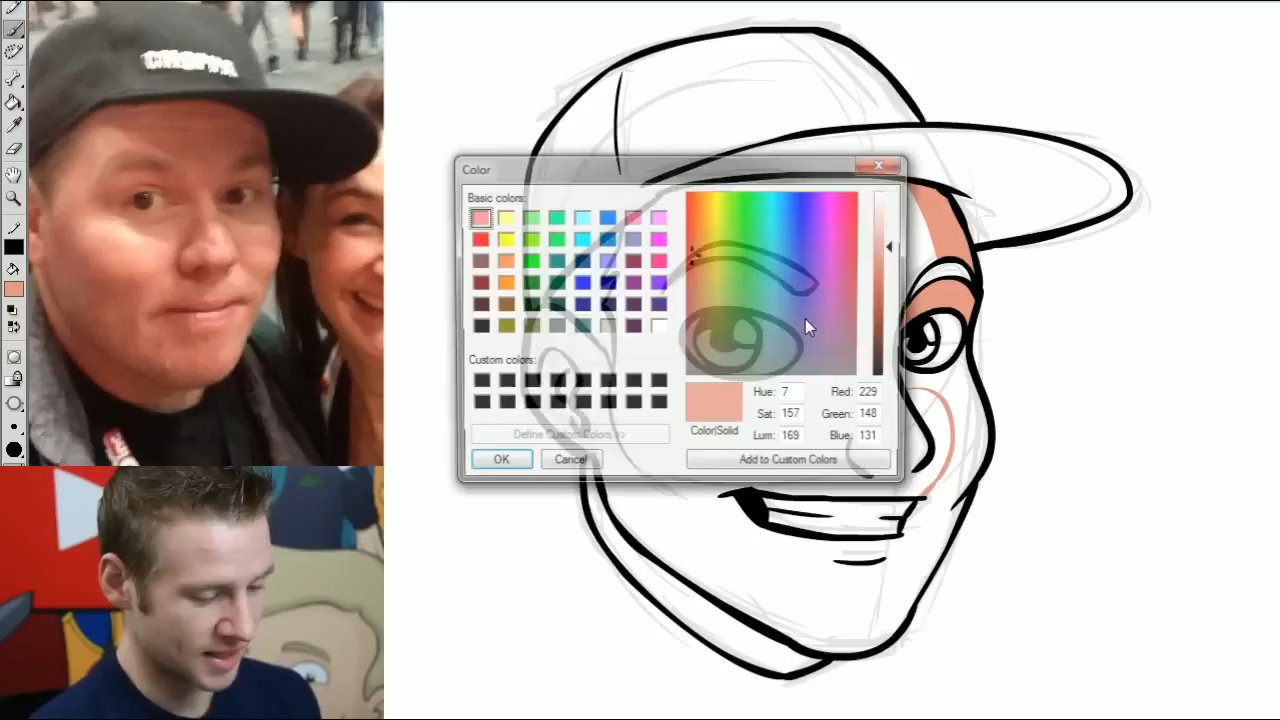 Color
Basic colors:
Custom colors:
Define Custom Colors >>
OK
Cancel
Color|Solid
Hue: 7
Sat: 157
Lum: 169
Red: 229
Green: 148
Blue: 131
Add to Custom Colors